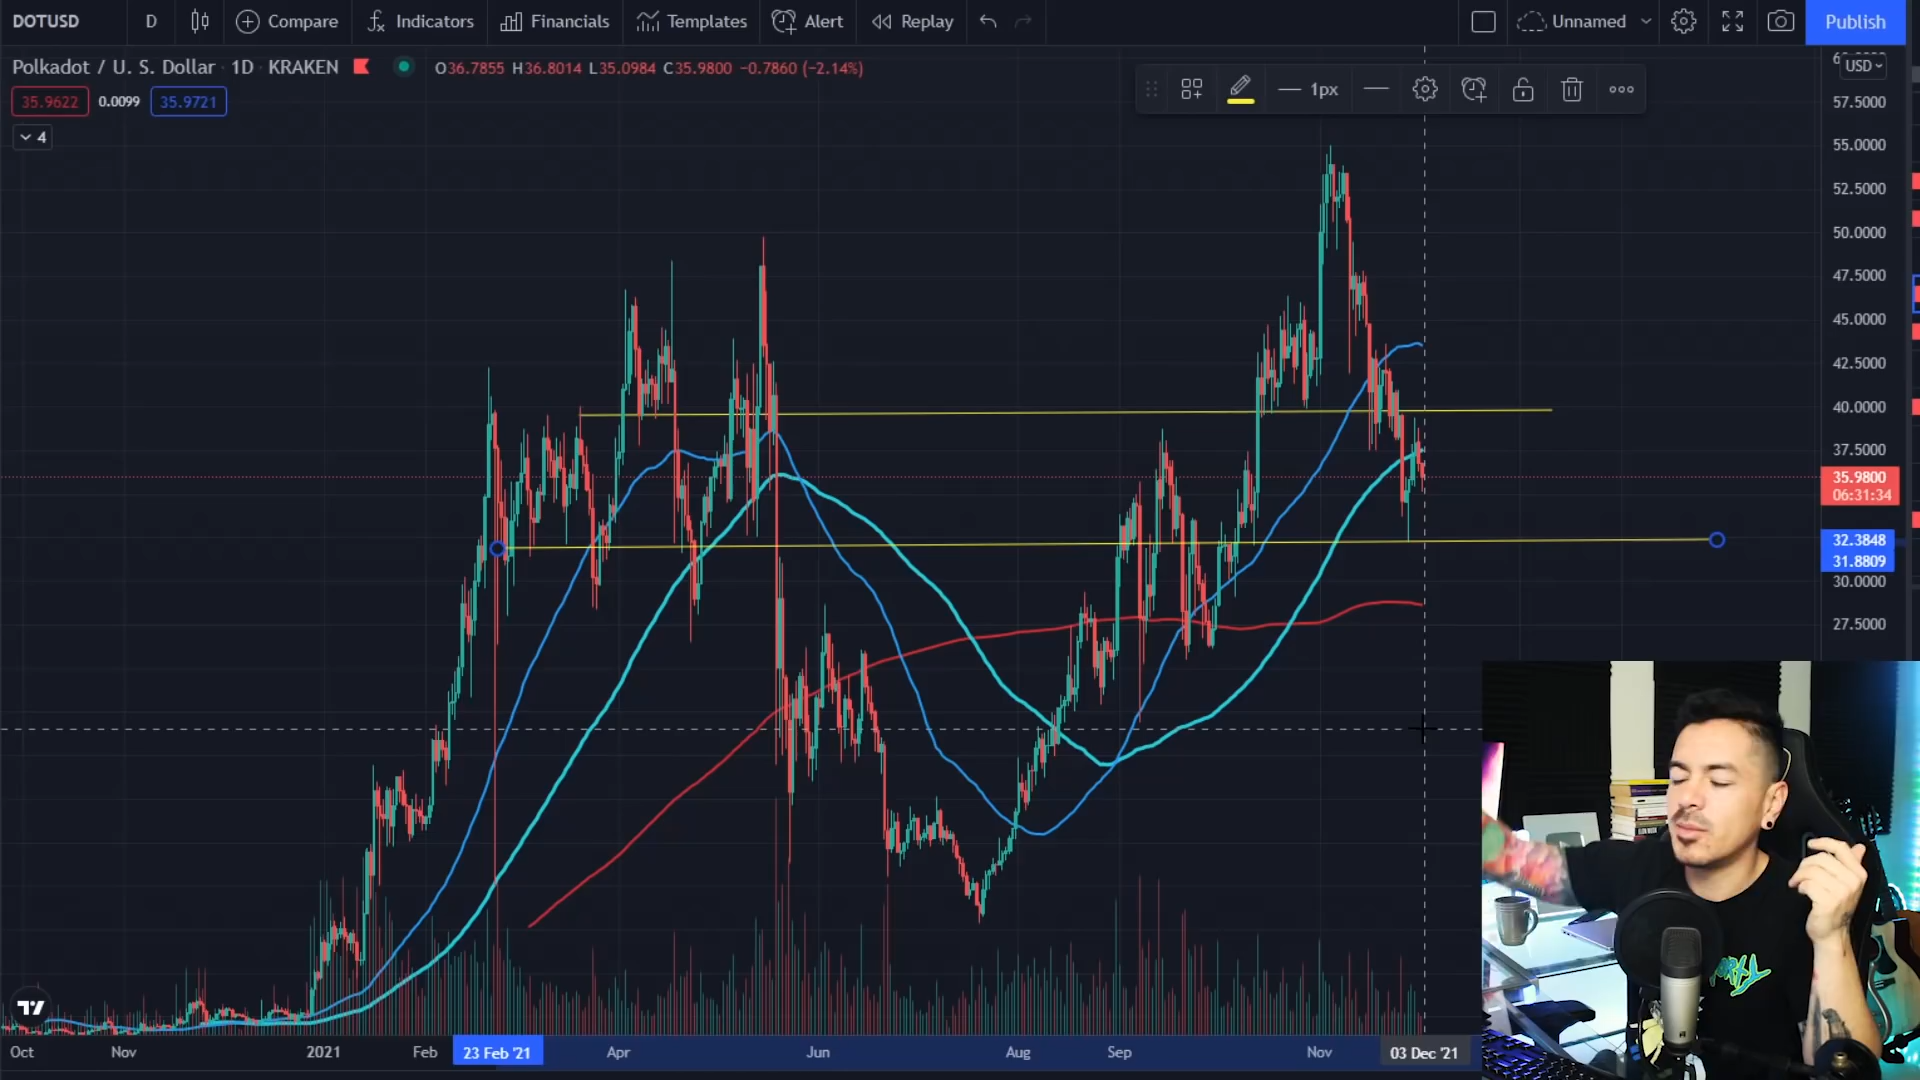 DOTUSD D Compare Indicators Financials Templates Alert Replay Unnamed Publish
Polkadot / U. S. Dollar · 1D · KRAKEN O36.7855 H36.8014 L35.0984 C35.9800 −0.7860 (−2.14%)
USD
35.9622 0.0099 35.9721
4
1px
57.5000
55.0000
52.5000
50.0000
47.5000
45.0000
42.5000
40.0000
37.5000
35.9800
06:31:34
32.3848
31.8809
30.0000
27.5000
Oct Nov 2021 Feb 23 Feb '21 Apr Jun Aug Sep Nov 03 Dec '21